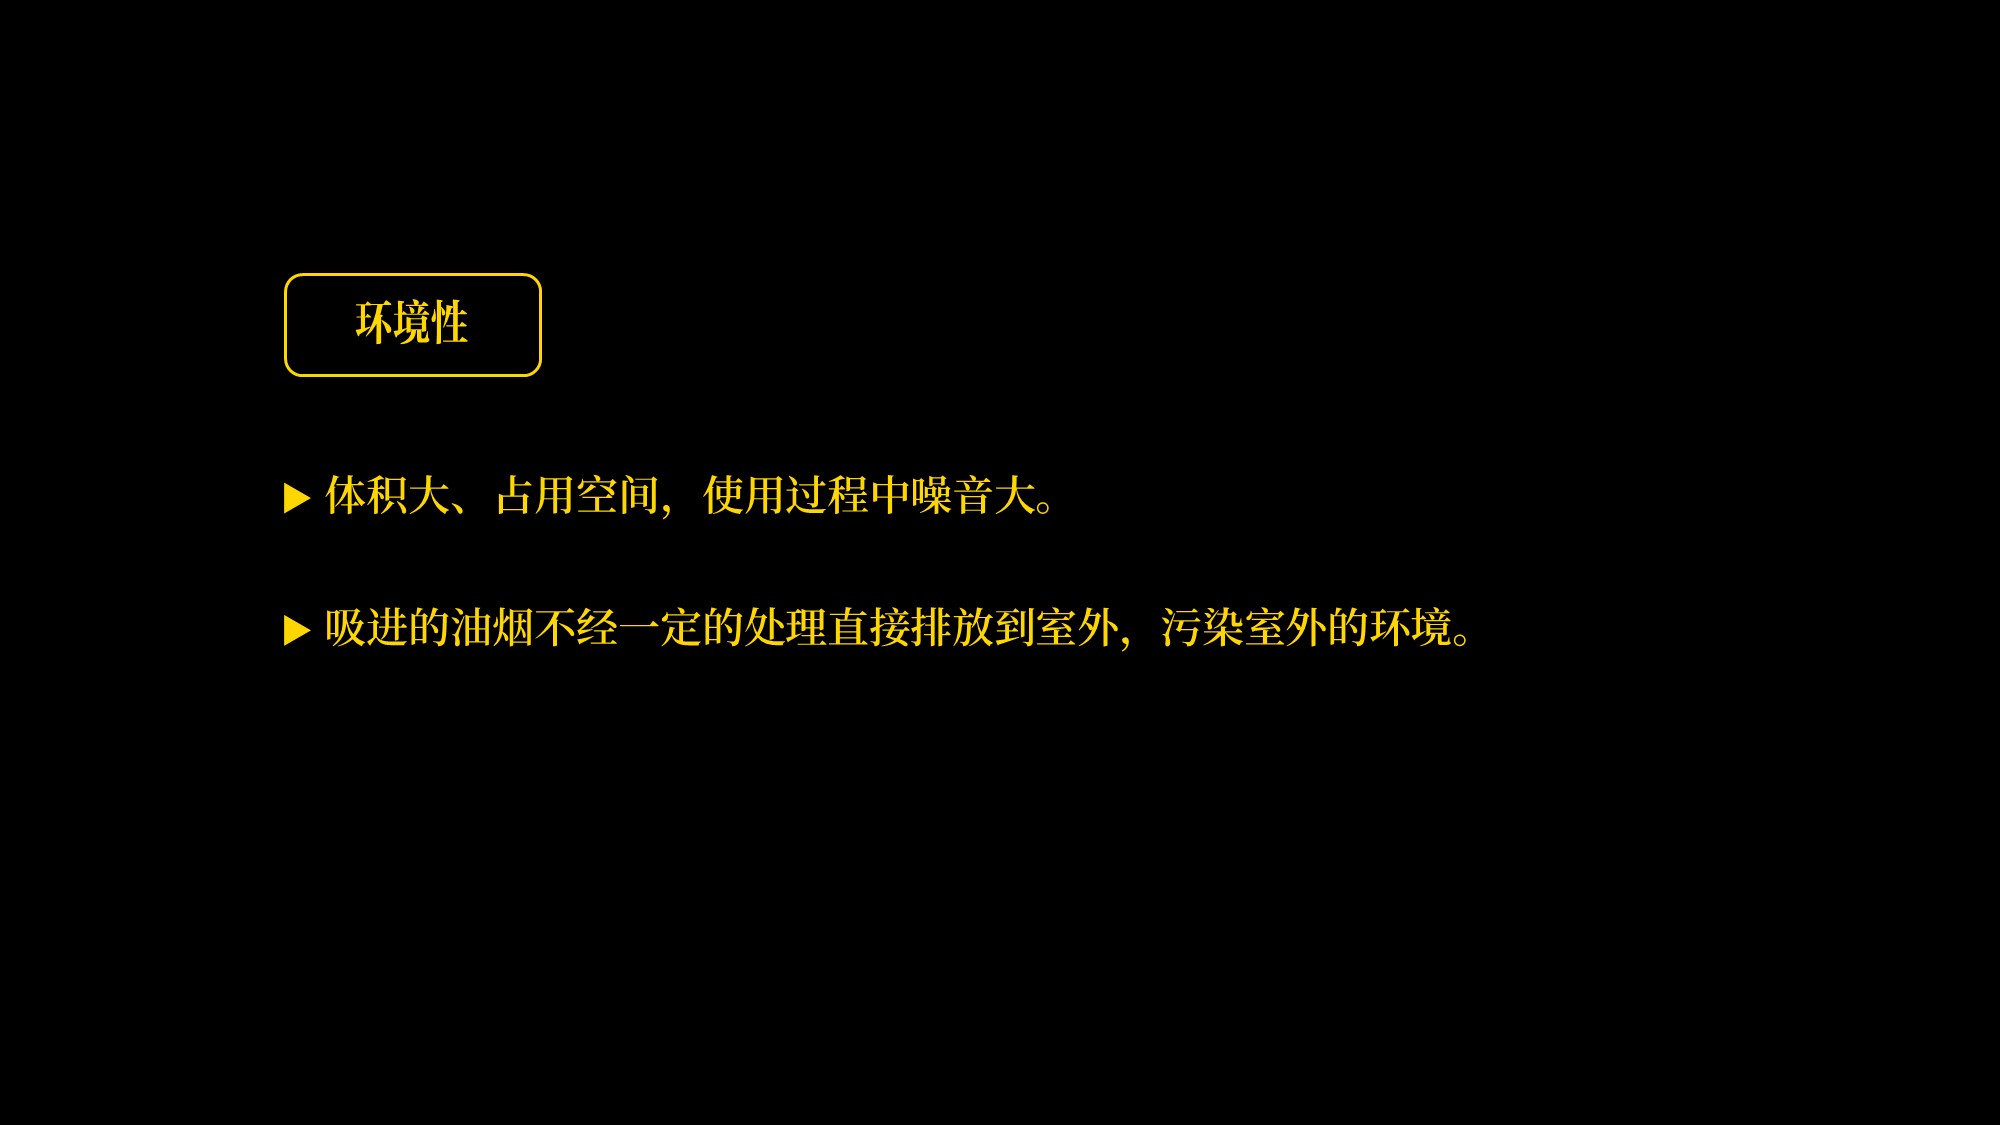 环境性
▶ 体积大、占用空间，使用过程中噪音大。
▶ 吸进的油烟不经一定的处理直接排放到室外，污染室外的环境。